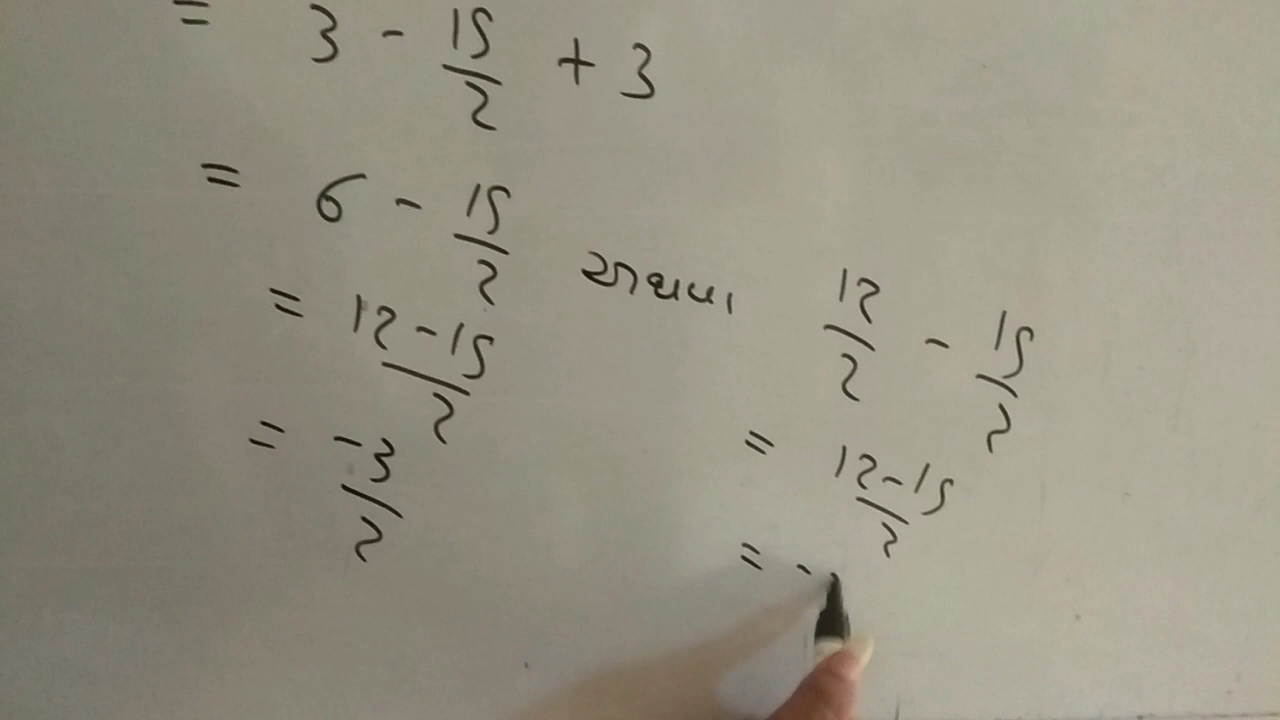 = 3 - 15/2 + 3
= 6 - 15/2 અથવા 12/2 - 15/2
= 12-15/2
= -3/2
= 12-15/2
= -